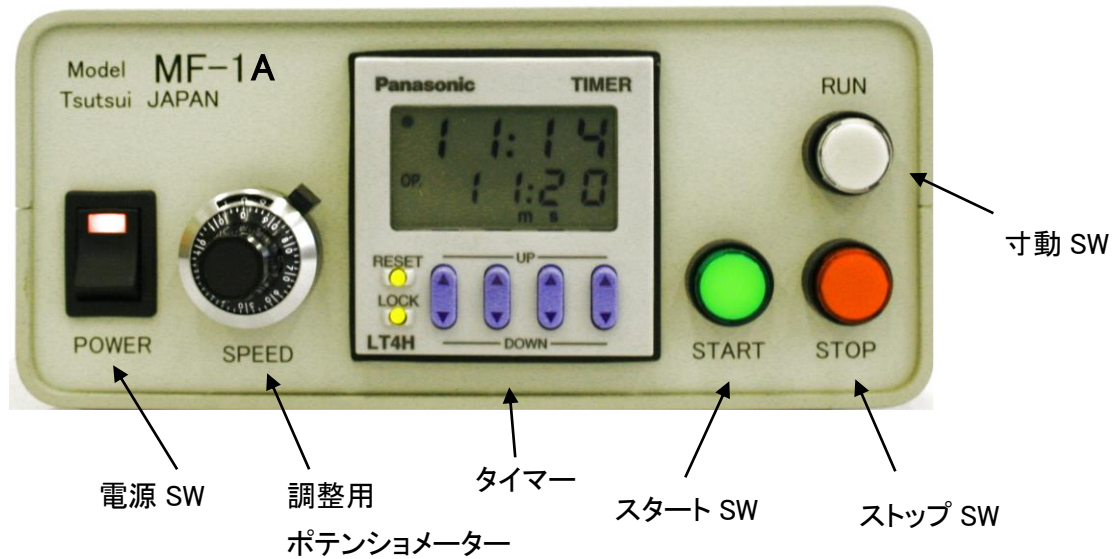 Model MF-1A
Tsutsui JAPAN
Panasonic TIMER
RUN
11:14
OP. 11:20
m s
RESET
UP
LOCK
DOWN
LT4H
POWER
SPEED
START
STOP
寸動 SW
電源 SW
調整用
ポテンショメーター
タイマー
スタート SW
ストップ SW